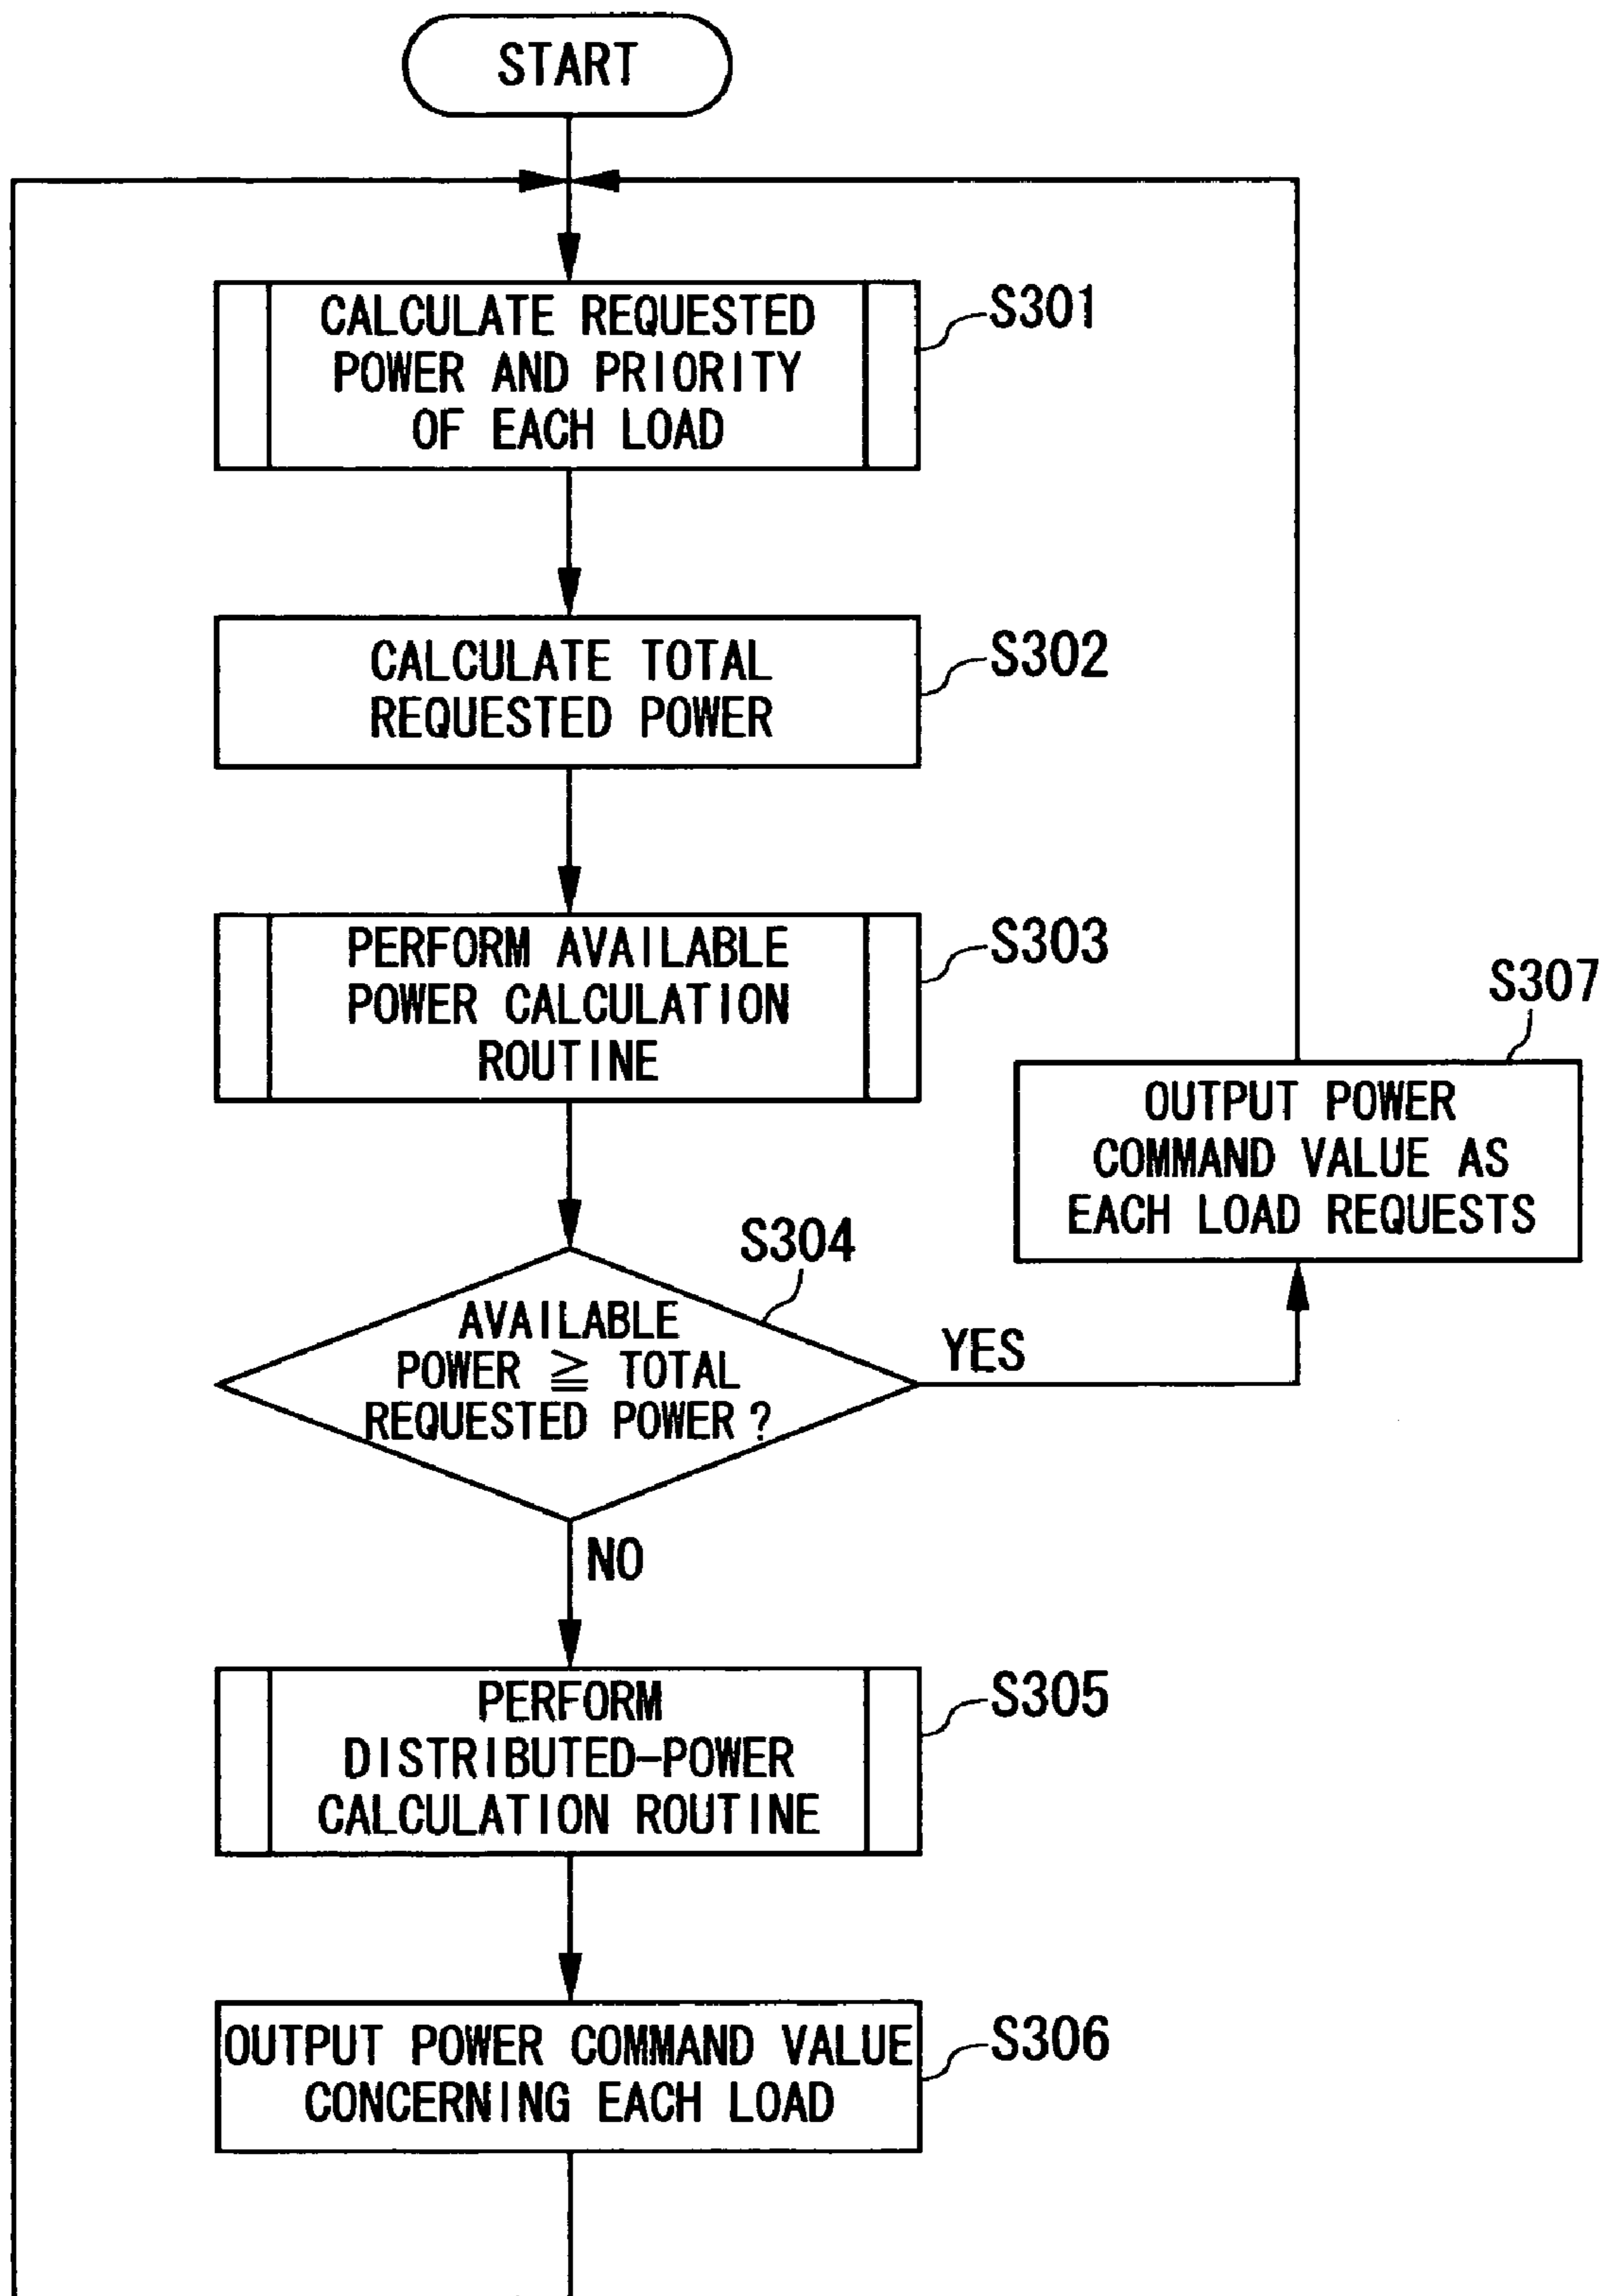 START
CALCULATE REQUESTED
POWER AND PRIORITY
OF EACH LOAD
S301
CALCULATE TOTAL
REQUESTED POWER
S302
PERFORM AVAILABLE
POWER CALCULATION
ROUTINE
S303
S307
OUTPUT POWER
COMMAND VALUE AS
EACH LOAD REQUESTS
S304
AVAILABLE
POWER ≧ TOTAL
REQUESTED POWER?
YES
NO
PERFORM
DISTRIBUTED-POWER
CALCULATION ROUTINE
S305
OUTPUT POWER COMMAND VALUE
CONCERNING EACH LOAD
S306